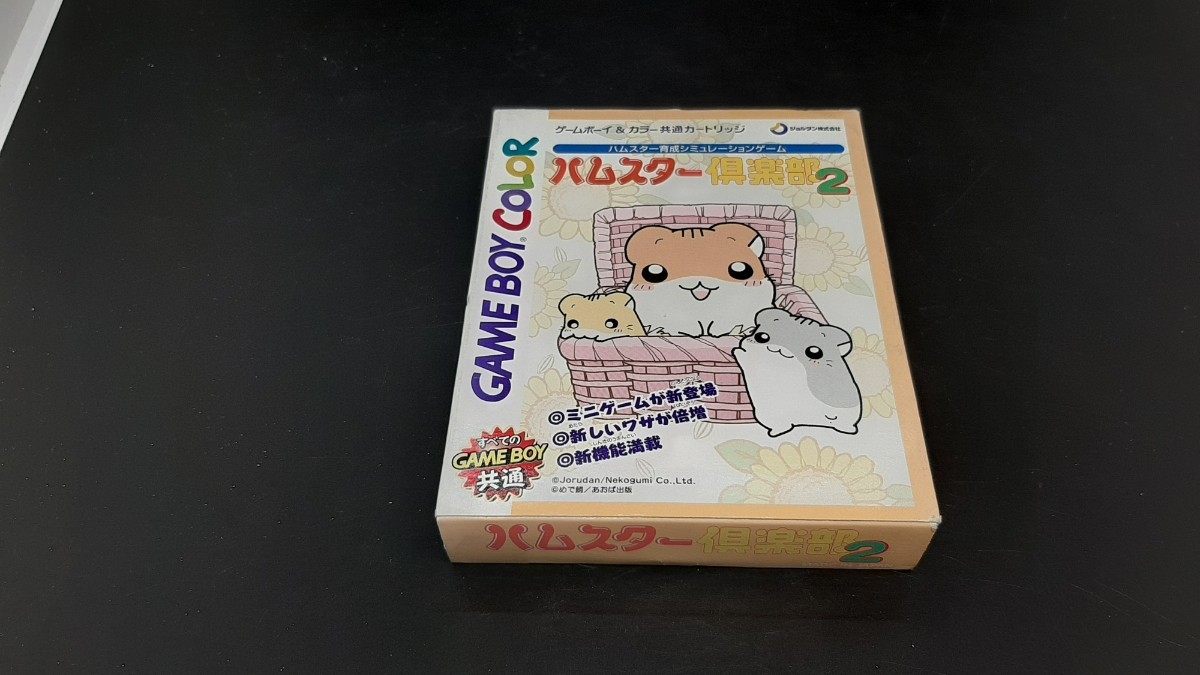 ゲームボーイ & カラー共通カートリッジ
ジョルダン株式会社
ハムスター育成シミュレーションゲーム
ハムスター倶楽部2
GAME BOY COLOR
◎ミニゲームが新登場
◎新しいワザが倍増
◎新機能満載
すべての
GAME BOY
共通
©Jorudan/Nekogumi Co.,Ltd.
©めで鯛/あおば出版
ハムスター倶楽部2